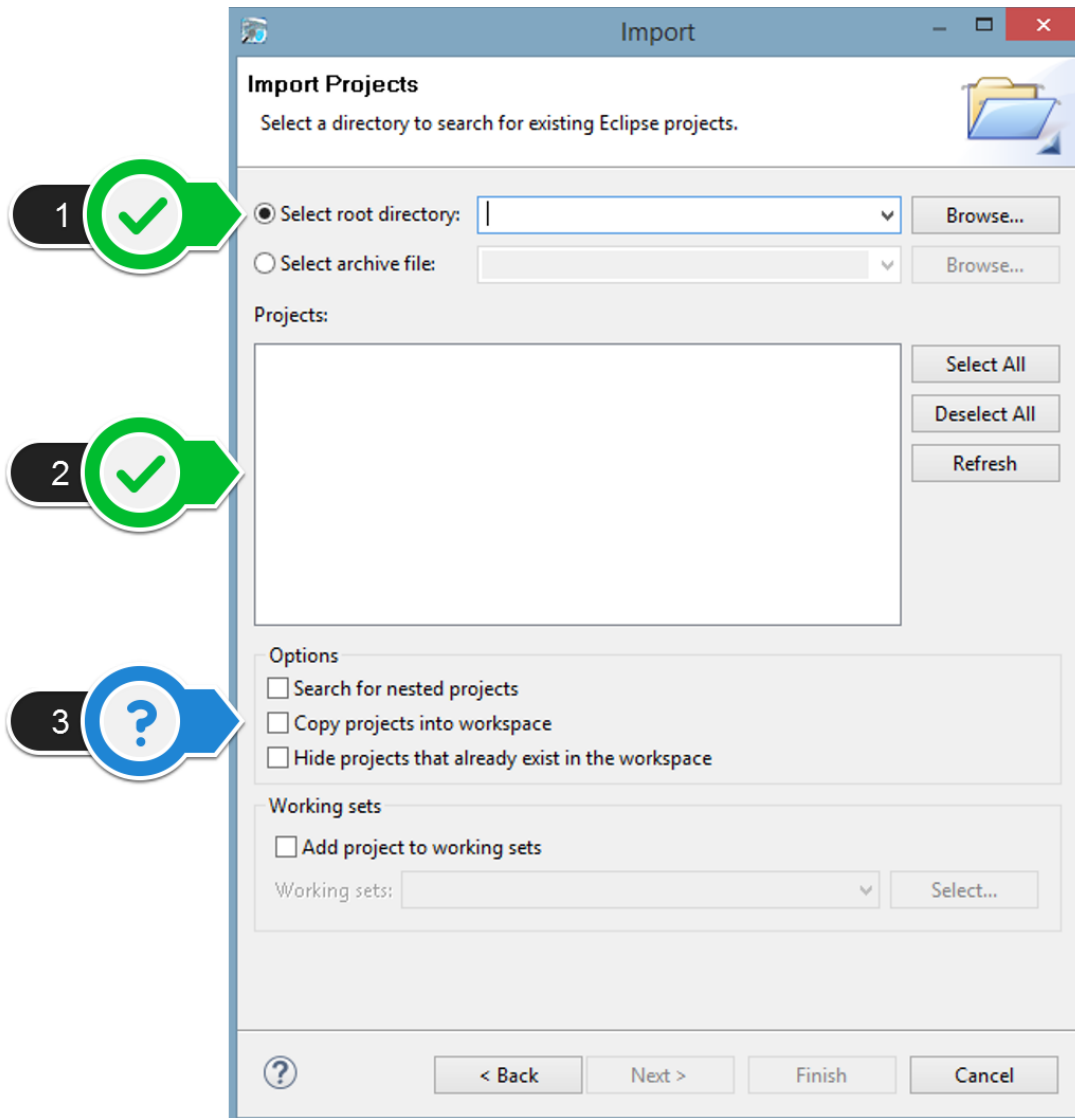 Import
Import Projects
Select a directory to search for existing Eclipse projects.
1
Select root directory:
Browse...
Select archive file:
Browse...
Projects:
Select All
Deselect All
2
Refresh
Options
Search for nested projects
3 ?
Copy projects into workspace
Hide projects that already exist in the workspace
Working sets
Add project to working sets
Working sets:
Select...
?
< Back
Next >
Finish
Cancel